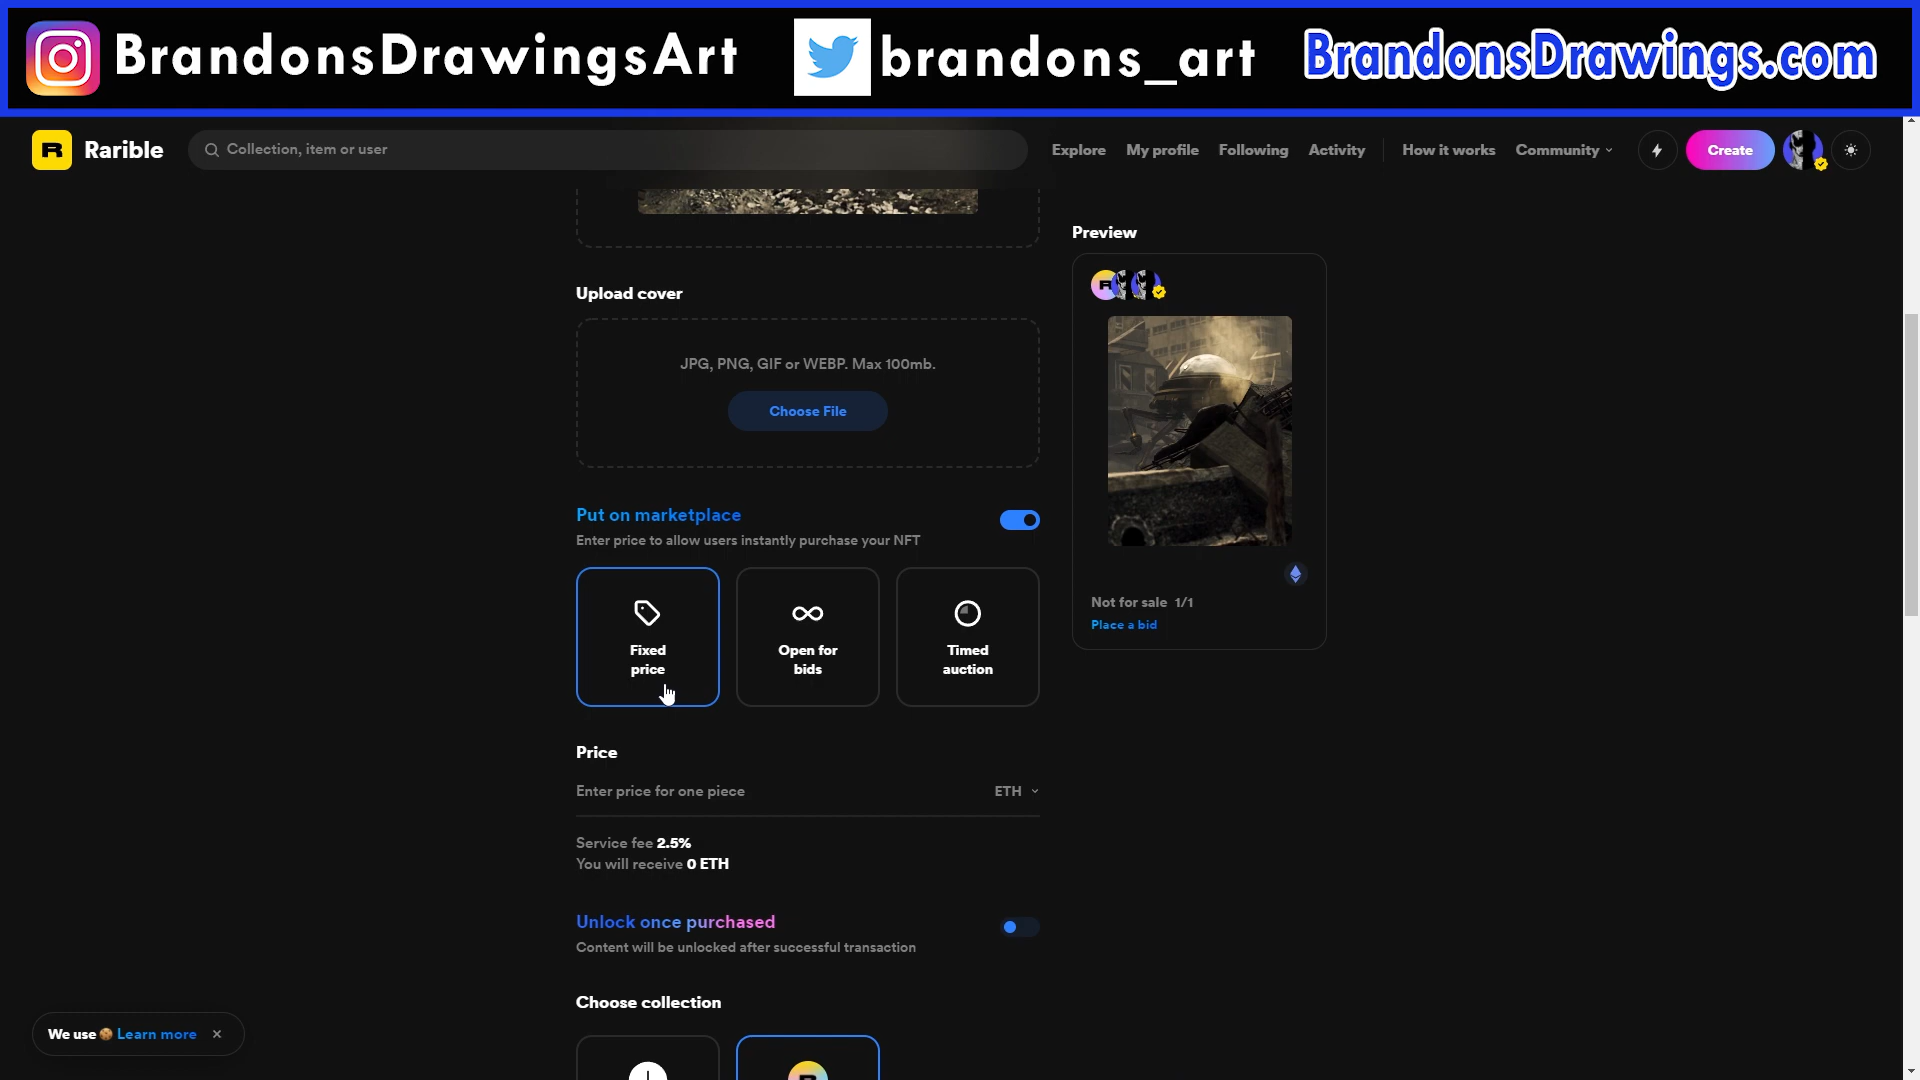 BrandonsDrawingsArt brandons_art BrandonsDrawings.com
Rarible Collection, item or user Explore My profile Following Activity How it works Community Create
Preview
Upload cover
JPG, PNG, GIF or WEBP. Max 100mb.
Choose File
Put on marketplace
Enter price to allow users instantly purchase your NFT
Fixed price
Open for bids
Timed auction
Not for sale 1/1
Place a bid
Price
Enter price for one piece ETH
Service fee 2.5%
You will receive 0 ETH
Unlock once purchased
Content will be unlocked after successful transaction
Choose collection
We use Learn more